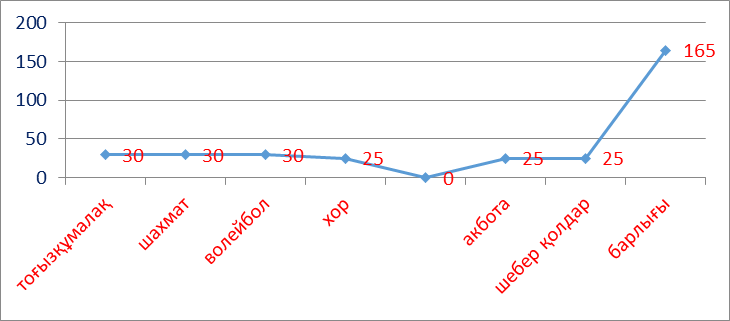 200
150
100
50
0
30
30
30
25
0
25
25
165
тоғызқұмалақ
шахмат
волейбол
хор
акбота
шебер қолдар
барлығы